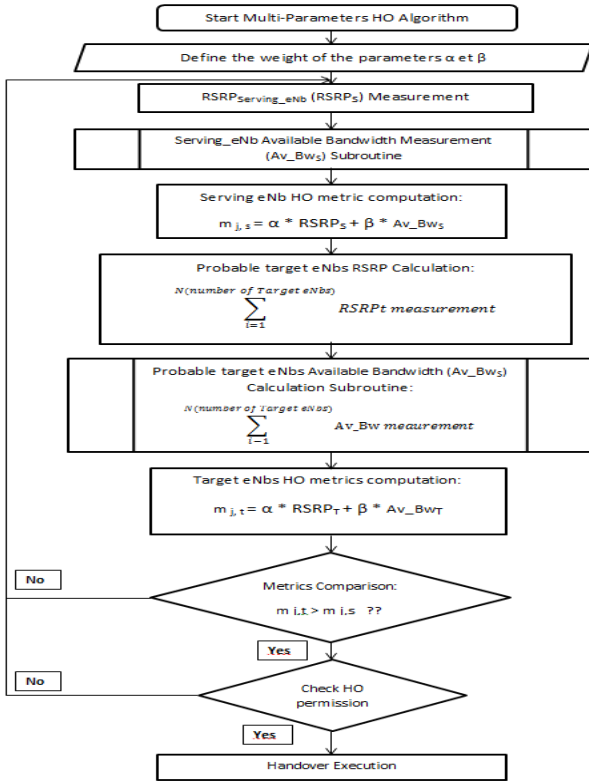 Start Multi-Parameters HO Algorithm
Define the weight of the parameters α et β
RSRPServing_eNb (RSRPS) Measurement
Serving_eNb Available Bandwidth Measurement
(Av_BwS) Subroutine
Serving eNb HO metric computation:
m j, s = α * RSRPS + β * Av_BwS
Probable target eNbs RSRP Calculation:
N(number of Target eNbs)
∑ RSRPt measurement
i=1
Probable target eNbs Available Bandwidth (Av_BwS)
Calculation Subroutine:
N(number of Target eNbs)
∑ Av_Bw meaurement
i-1
Target eNbs HO metrics computation:
m j, t = α * RSRPT + β * Av_BwT
No
Metrics Comparison:
m j,t > m j,s ??
Yes
No
Check HO
permission
Yes
Handover Execution